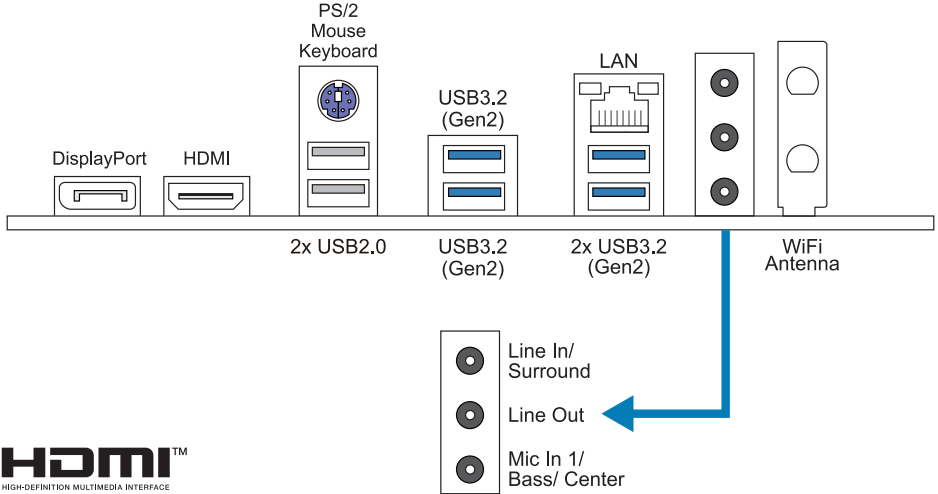 PS/2
Mouse
Keyboard
LAN
USB3.2
(Gen2)
DisplayPort
HDMI
2x USB2.0
USB3.2
(Gen2)
2x USB3.2
(Gen2)
WiFi
Antenna
Line In/
Surround
Line Out
Mic In 1/
Bass/ Center
HDMI™
HIGH-DEFINITION MULTIMEDIA INTERFACE